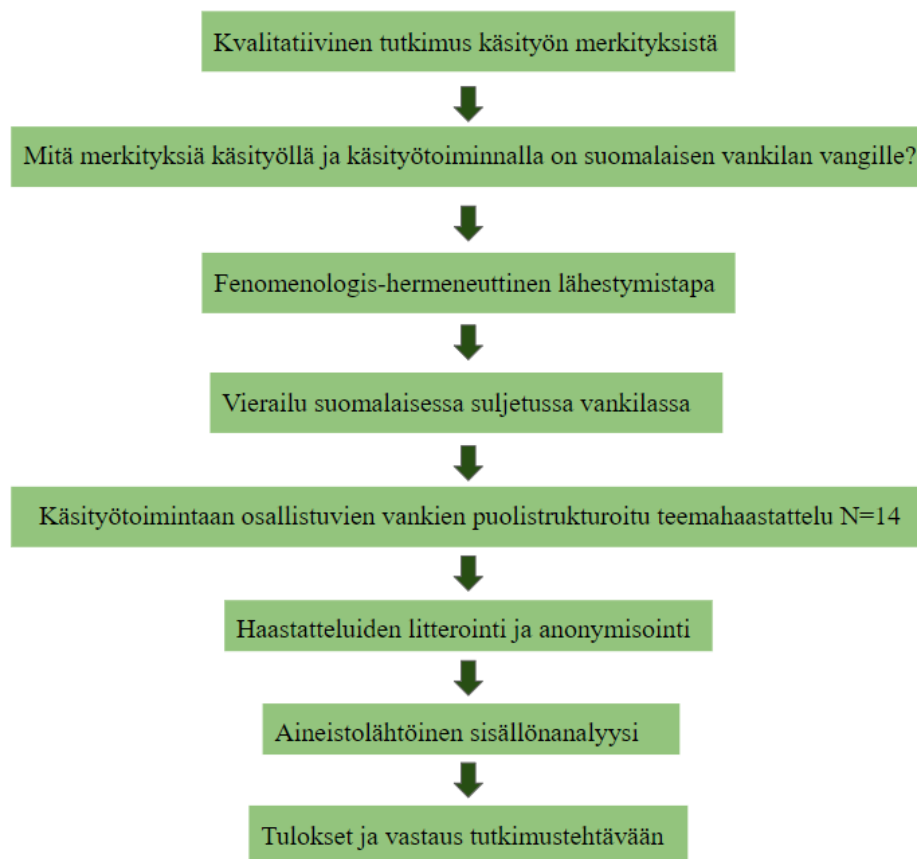 Kvalitatiivinen tutkimus käsityön merkityksistä
Mitä merkityksiä käsityöllä ja käsityötoiminnalla on suomalaisen vankilan vangille?
Fenomenologis-hermeneuttinen lähestymistapa
Vierailu suomalaisessa suljetussa vankilassa
Käsityötoimintaan osallistuvien vankien puolistrukturoitu teemahaastattelu N=14
Haastatteluiden litterointi ja anonymisointi
Aineistolähtöinen sisällönanalyysi
Tulokset ja vastaus tutkimustehtävään